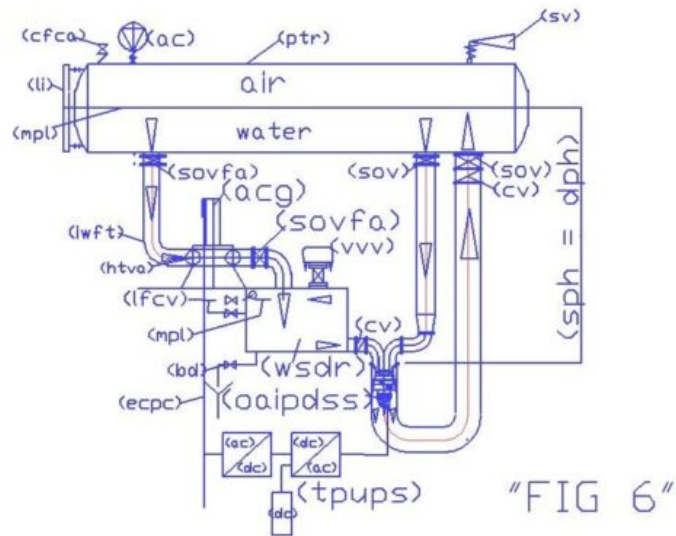 (cfca)
(ac)
(ptr)
(sv)
(li)
air
(mpl)
water
(sovfa)
(sov)
(sov)
(cv)
(acg)
(sovfa)
(iwft)
(vvv)
(htva)
(sph = dph)
(lfcv)
(mpl)
(cv)
(wsdr)
(bd)
(oaipdss)
(ecpc)
(ac)
(dc)
(dc)
(ac)
(tpups)
(dc)
"FIG 6"